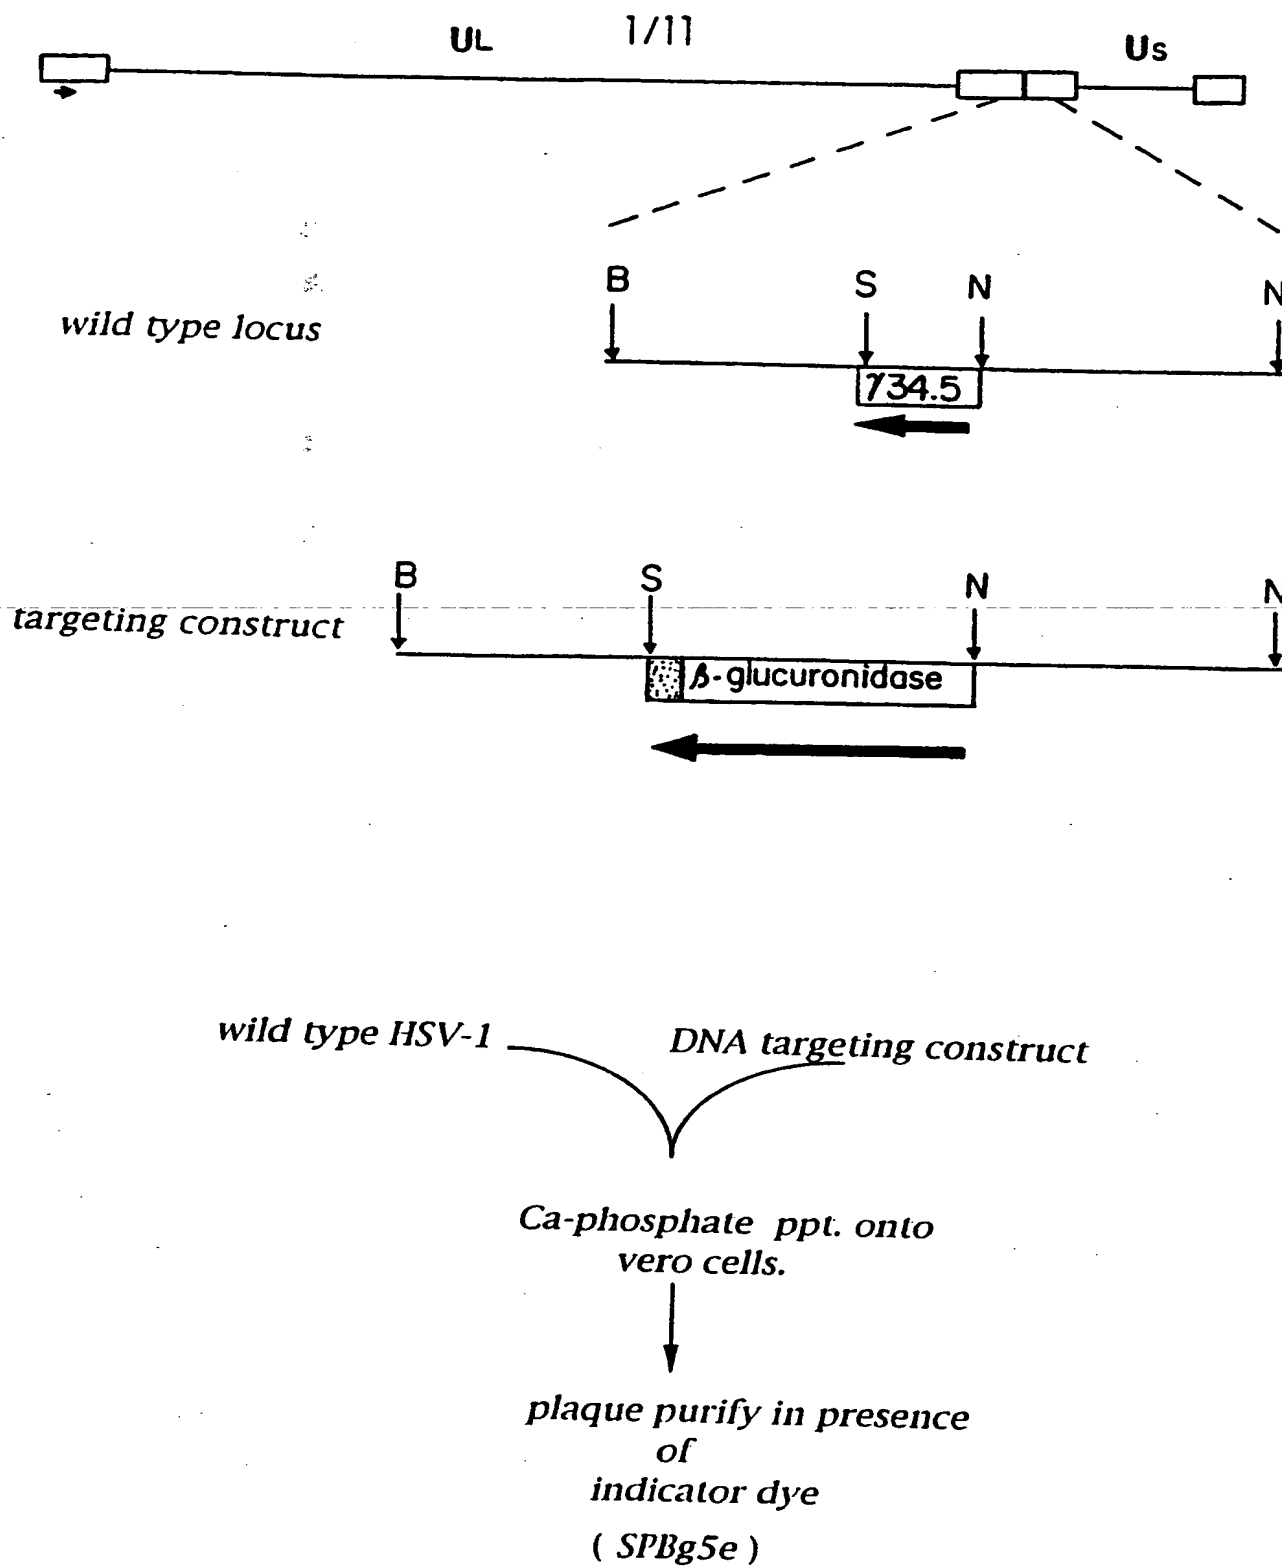 UL 1/11 Us
B S N N
wild type locus
γ34.5
B S N N
targeting construct
β-glucuronidase
wild type HSV-1 DNA targeting construct
Ca-phosphate ppt. onto
vero cells.
plaque purify in presence
of
indicator dye
( SPBg5e )